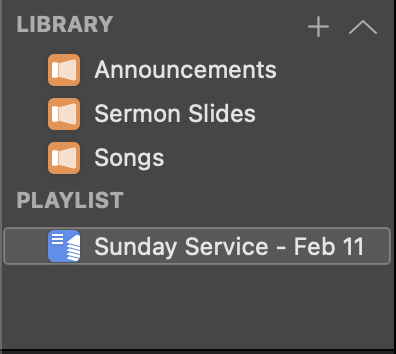 LIBRARY
Announcements
Sermon Slides
Songs
PLAYLIST
Sunday Service - Feb 11